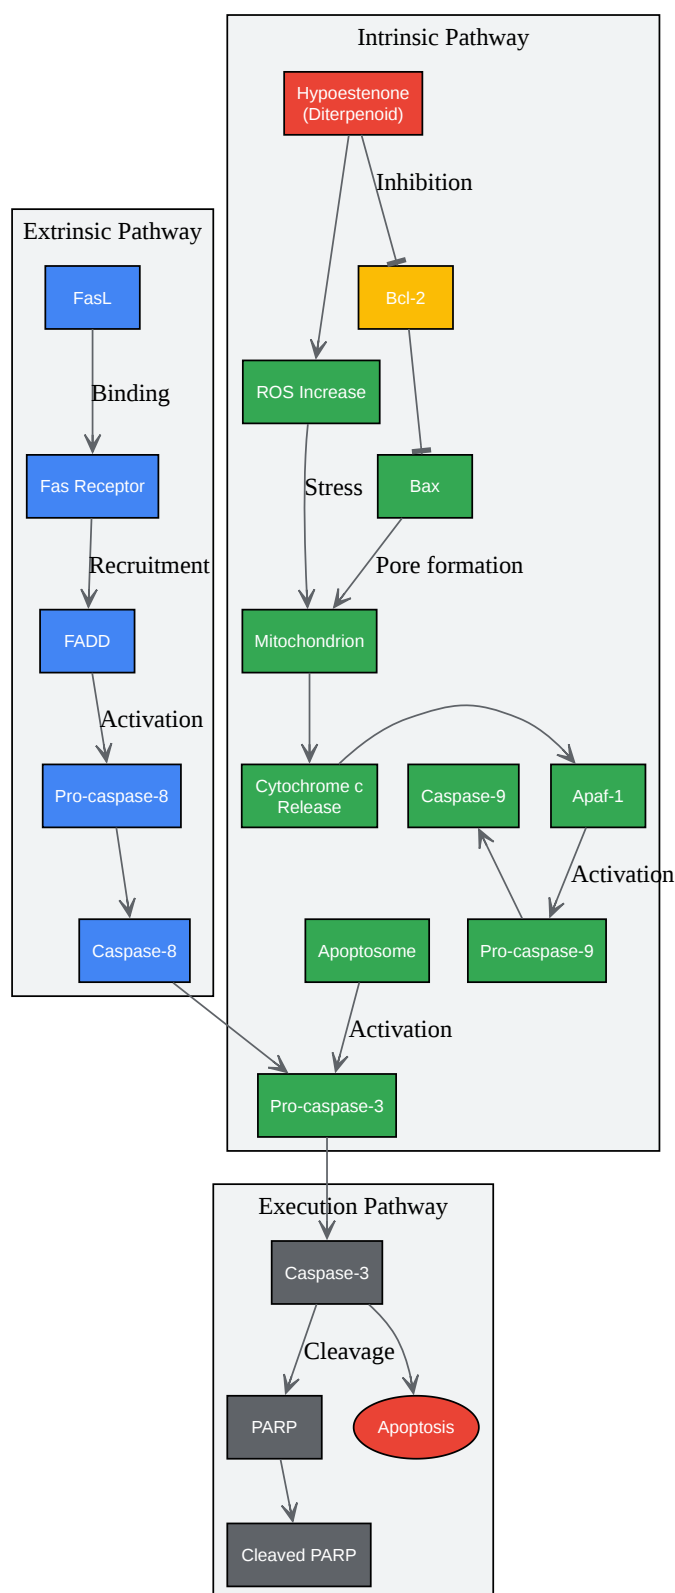 Intrinsic Pathway
Hypoestenone
(Diterpenoid)
Inhibition
Extrinsic Pathway
FasL
Bcl-2
Binding
ROS Increase
Fas Receptor
Stress
Bax
Recruitment
Pore formation
FADD
Mitochondrion
Activation
Pro-caspase-8
Cytochrome c
Release
Caspase-9
Apaf-1
Activation
Caspase-8
Apoptosome
Pro-caspase-9
Activation
Pro-caspase-3
Execution Pathway
Caspase-3
Cleavage
PARP
Apoptosis
Cleaved PARP